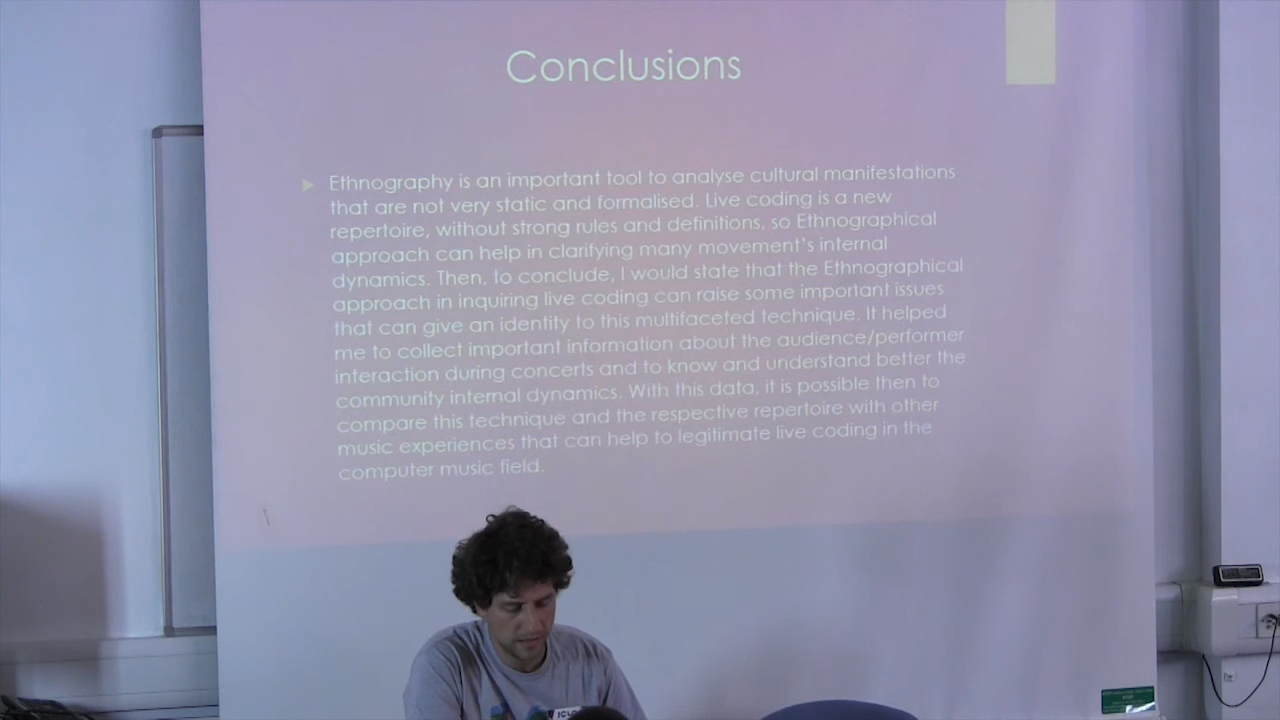 Conclusions
Ethnography is an important tool to analyse cultural manifestations
that are not very static and formalised. Live coding is a new
repertoire, without strong rules and definitions, so Ethnographical
approach can help in clarifying many movement's internal
dynamics. Then, to conclude, I would state that the Ethnographical
approach in inquiring live coding can raise some important issues
that can give an identity to this multifaceted technique. It helped
me to collect important information about the audience/performer
interaction during concerts and to know and understand better the
community internal dynamics. With this data, it is possible then to
compare this technique and the respective repertoire with other
music experiences that can help to legitimate live coding in the
computer music field.